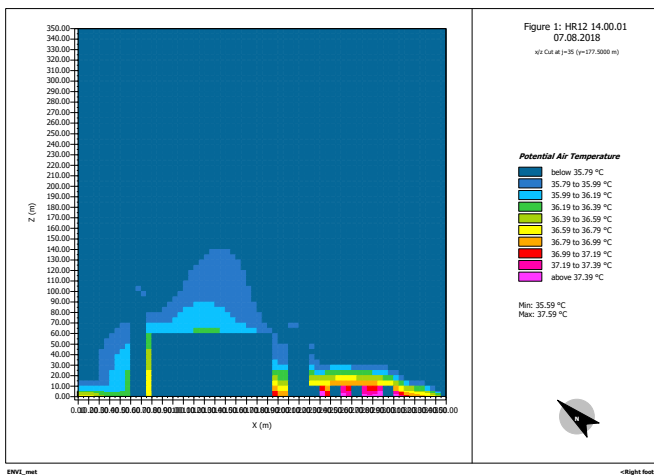 Figure 1: HR12 14.00.01
07.08.2018
x/z Cut at j=35 (y=177.5000 m)
350.00
340.00
330.00
320.00
310.00
300.00
290.00
280.00
270.00
260.00
250.00
240.00
230.00
220.00
210.00
200.00
190.00
180.00
170.00
160.00
150.00
140.00
130.00
120.00
110.00
100.00
90.00
80.00
70.00
60.00
50.00
40.00
30.00
20.00
10.00
0.00
Z (m)
X (m)
Potential Air Temperature
below 35.79 °C
35.79 to 35.99 °C
35.99 to 36.19 °C
36.19 to 36.39 °C
36.39 to 36.59 °C
36.59 to 36.79 °C
36.79 to 36.99 °C
36.99 to 37.19 °C
37.19 to 37.39 °C
above 37.39 °C
Min: 35.59 °C
Max: 37.59 °C
N
ENVI_met
<Right foot